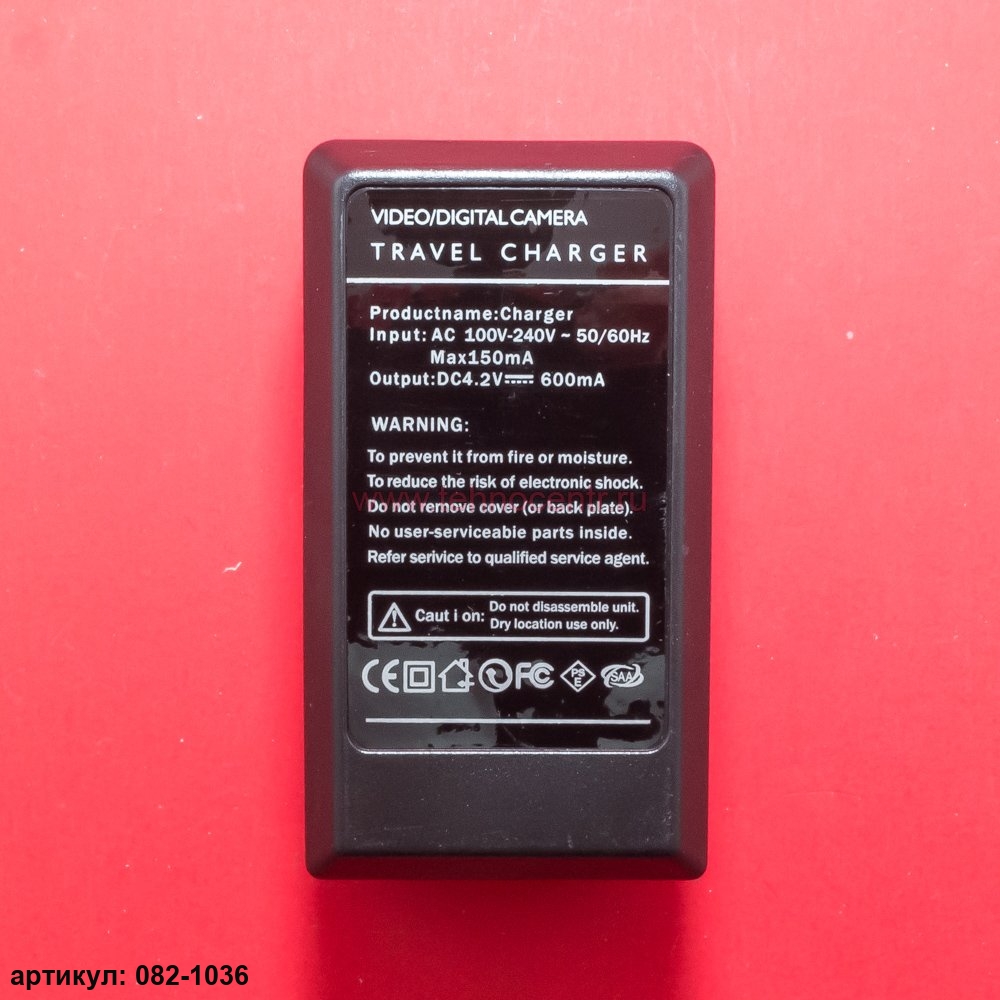 VIDEO/DIGITAL CAMERA
TRAVEL CHARGER
Productname:Charger
Input: AC 100V-240V ~ 50/60Hz
Max150mA
Output:DC4.2V⎓ 600mA
WARNING:
To prevent it from fire or moisture.
To reduce the risk of electronic shock.
www.tehnocentr.ru
Do not remove cover (or back plate).
No user-serviceabie parts inside.
Refer serivice to qualified service agent.
Caut i on: Do not disassemble unit.
Dry location use only.
CE FC PS E SAA
артикул: 082-1036